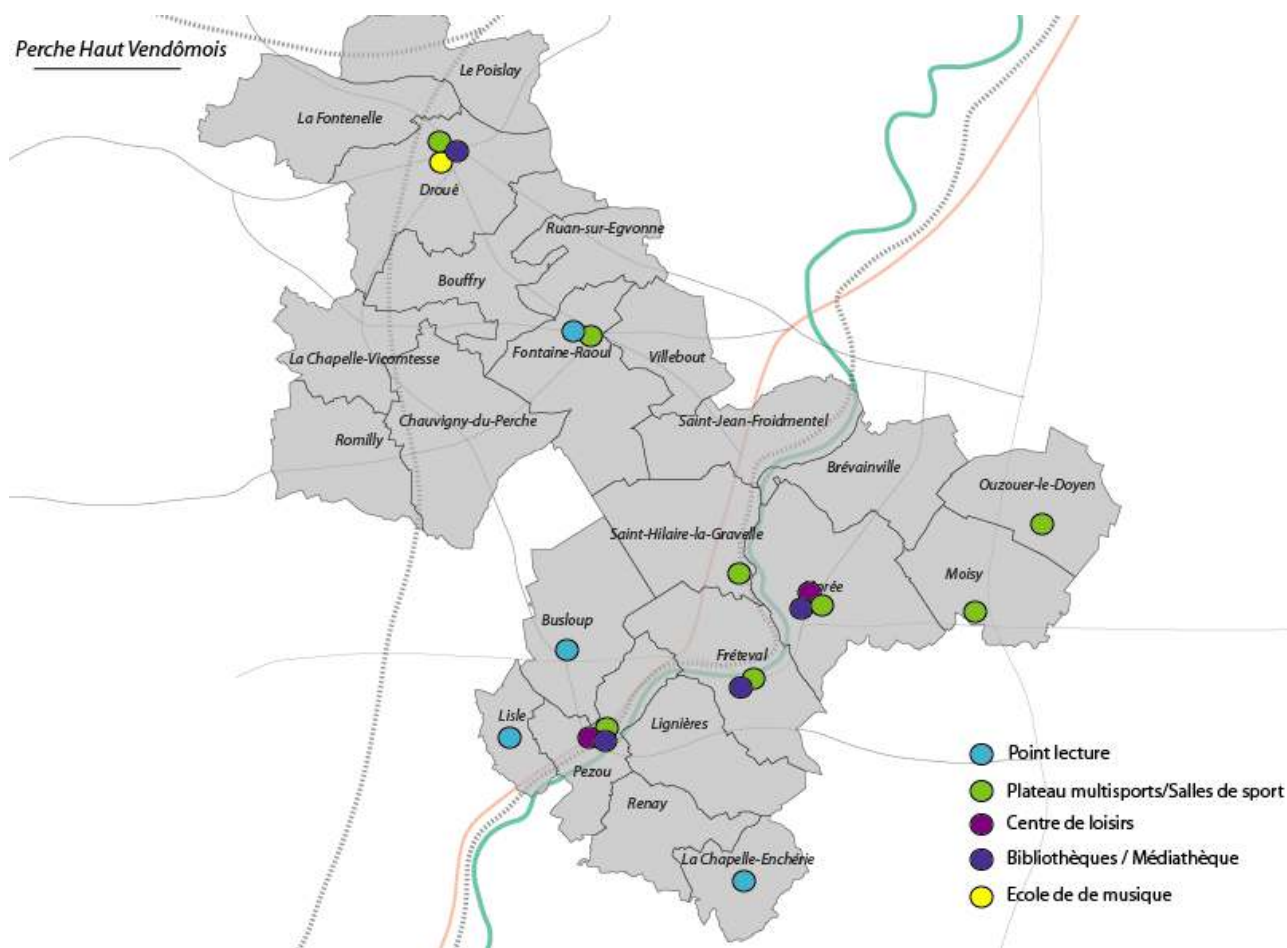 Perche Haut Vendômois
Le Poislay
La Fontenelle
Droué
Ruan-sur-Egvonne
Bouffry
La Chapelle-Vicomtesse
Fontaine-Raoul
Villebout
Chauvigny-du-Perche
Saint-Jean-Froidmentel
Romilly
Brévainville
Ouzouer-le-Doyen
Saint-Hilaire-la-Gravelle
Moisy
Busloup
Fréteval
Lisle
Lignières
Pezou
Renay
La Chapelle-Enchérie
Point lecture
Plateau multisports/Salles de sport
Centre de loisirs
Bibliothèques / Médiathèque
Ecole de de musique